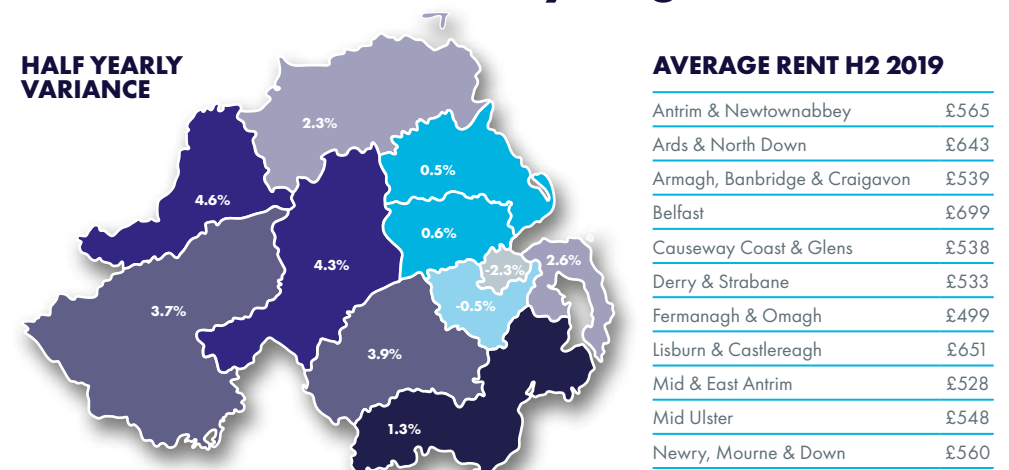 HALF YEARLY
VARIANCE
2.3%
4.6%
0.5%
0.6%
4.3%
-2.3%
2.6%
-0.5%
3.7%
3.9%
1.3%
AVERAGE RENT H2 2019
Antrim & Newtownabbey £565
Ards & North Down £643
Armagh, Banbridge & Craigavon £539
Belfast £699
Causeway Coast & Glens £538
Derry & Strabane £533
Fermanagh & Omagh £499
Lisburn & Castlereagh £651
Mid & East Antrim £528
Mid Ulster £548
Newry, Mourne & Down £560